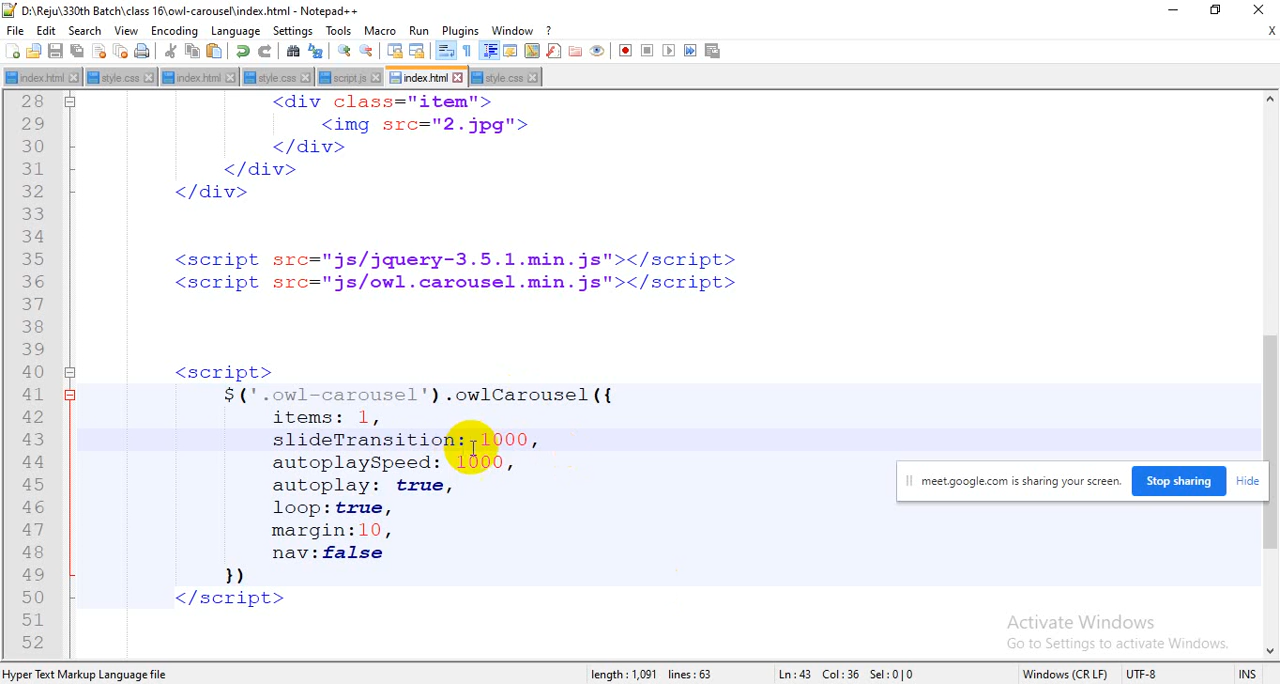 D:\Reju\330th Batch\class 16\owl-carousel\index.html - Notepad++
File Edit Search View Encoding Language Settings Tools Macro Run Plugins Window ? X
index.html style.css index.html style.css script.js index.html style.css
28 <div class="item">
29 <img src="2.jpg">
30 </div>
31 </div>
32 </div>
33
34
35 <script src="js/jquery-3.5.1.min.js"></script>
36 <script src="js/owl.carousel.min.js"></script>
37
38
39
40 <script>
41 $('.owl-carousel').owlCarousel({
42 items: 1,
43 slideTransition: 1000,
44 autoplaySpeed: 1000,
45 autoplay: true,
46 loop:true,
47 margin:10,
48 nav:false
49 })
50 </script>
51
52
meet.google.com is sharing your screen. Stop sharing Hide
Activate Windows
Go to Settings to activate Windows.
Hyper Text Markup Language file length : 1,091 lines : 63 Ln : 43 Col : 36 Sel : 0 | 0 Windows (CR LF) UTF-8 INS